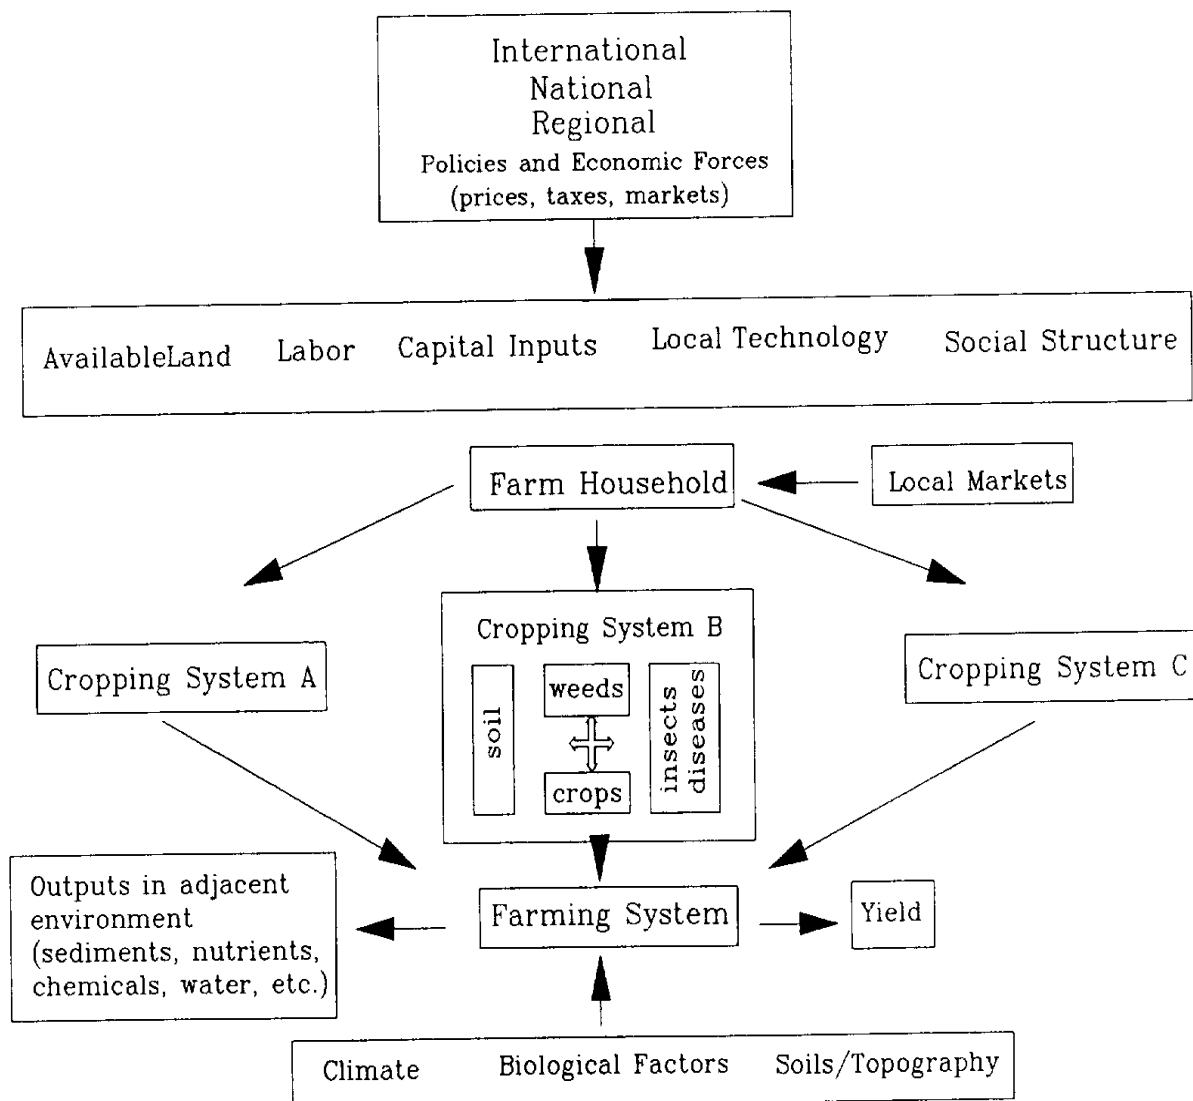 International
National
Regional
Policies and Economic Forces
(prices, taxes, markets)
AvailableLand Labor Capital Inputs Local Technology Social Structure
Farm Household
Local Markets
Cropping System A
Cropping System B
soil
weeds
crops
insects
diseases
Cropping System C
Outputs in adjacent
environment
(sediments, nutrients,
chemicals, water, etc.)
Farming System
Yield
Climate Biological Factors Soils/Topography